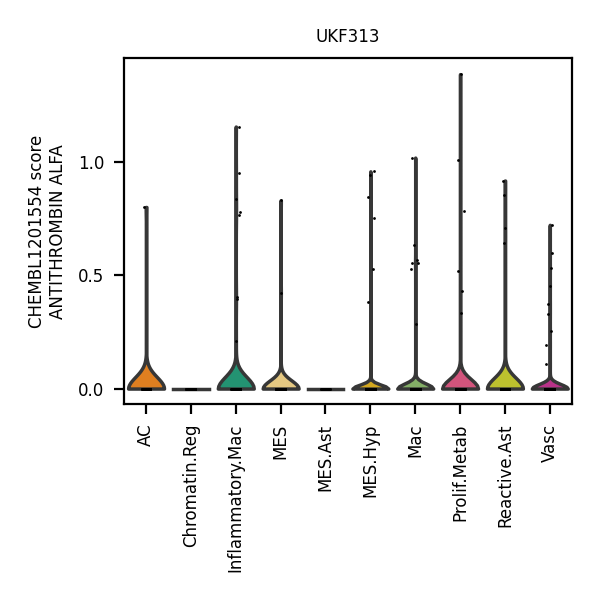 UKF313
CHEMBL1201554 score
ANTITHROMBIN ALFA
1.0
0.5
0.0
AC
Chromatin.Reg
Inflammatory.Mac
MES
MES.Ast
MES.Hyp
Mac
Prolif.Metab
Reactive.Ast
Vasc